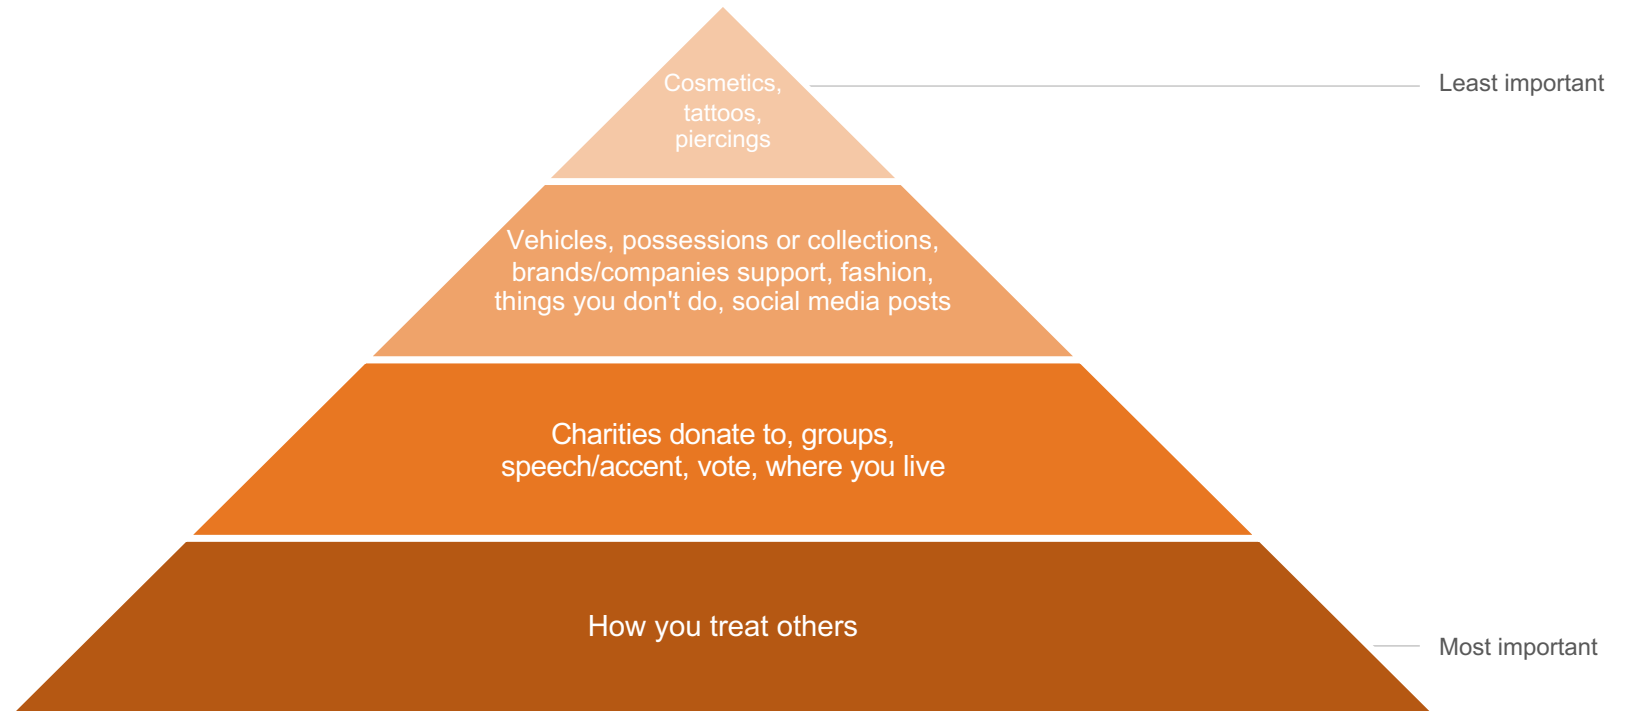 Cosmetics,
tattoos,
piercings
Least important
Vehicles, possessions or collections,
brands/companies support, fashion,
things you don't do, social media posts
Charities donate to, groups,
speech/accent, vote, where you live
How you treat others
Most important